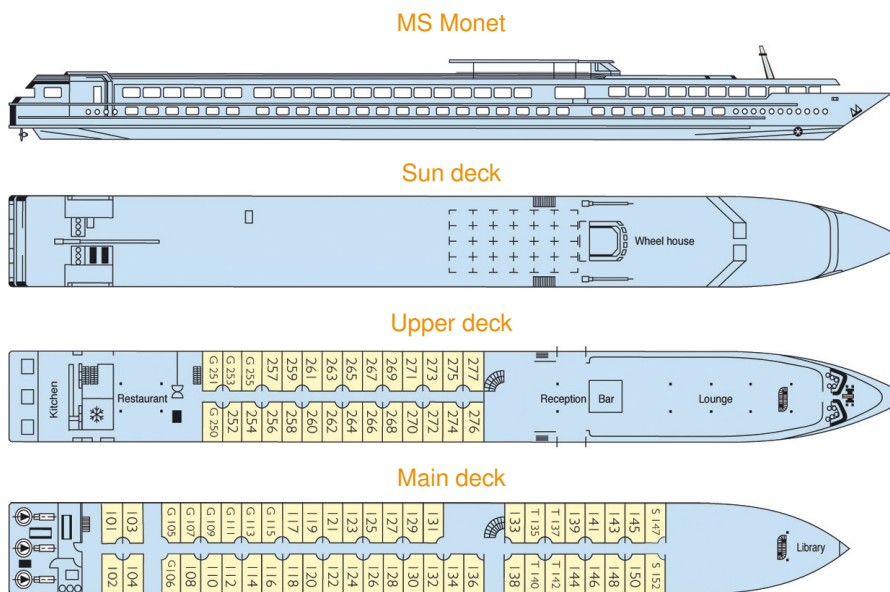 MS Monet
Sun deck
Wheel house
Upper deck
G 251 G 253 G 255 257 259 261 263 265 267 269 271 273 275 277
Kitchen Restaurant Reception Bar Lounge
G 250 252 254 256 258 260 262 264 266 268 270 272 274 276
Main deck
101 103 G 105 G 107 G 109 G 111 G 113 G 115 117 119 121 123 125 127 129 131 133 T 135 T 137 139 141 143 145 S 147
Library
102 104 G 106 108 110 112 114 116 118 120 122 124 126 128 130 132 134 136 138 T 140 T 142 144 146 148 150 S 152